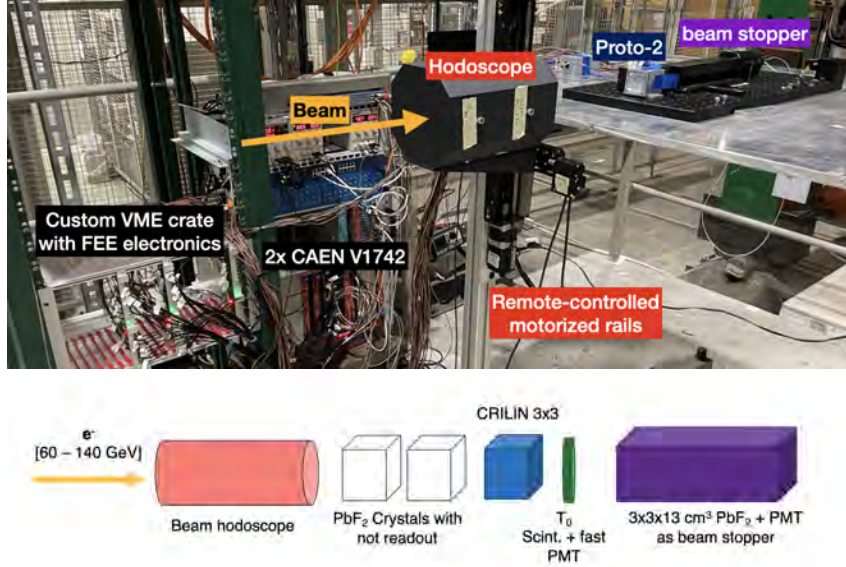 beam stopper
Proto-2
Hodoscope
Beam
Custom VME crate
with FEE electronics
2x CAEN V1742
Remote-controlled
motorized rails
CRILIN 3x3
e-
[60 – 140 GeV]
Beam hodoscope
PbF₂ Crystals with
not readout
T₀
Scint. + fast
PMT
3x3x13 cm³ PbF₂ + PMT
as beam stopper